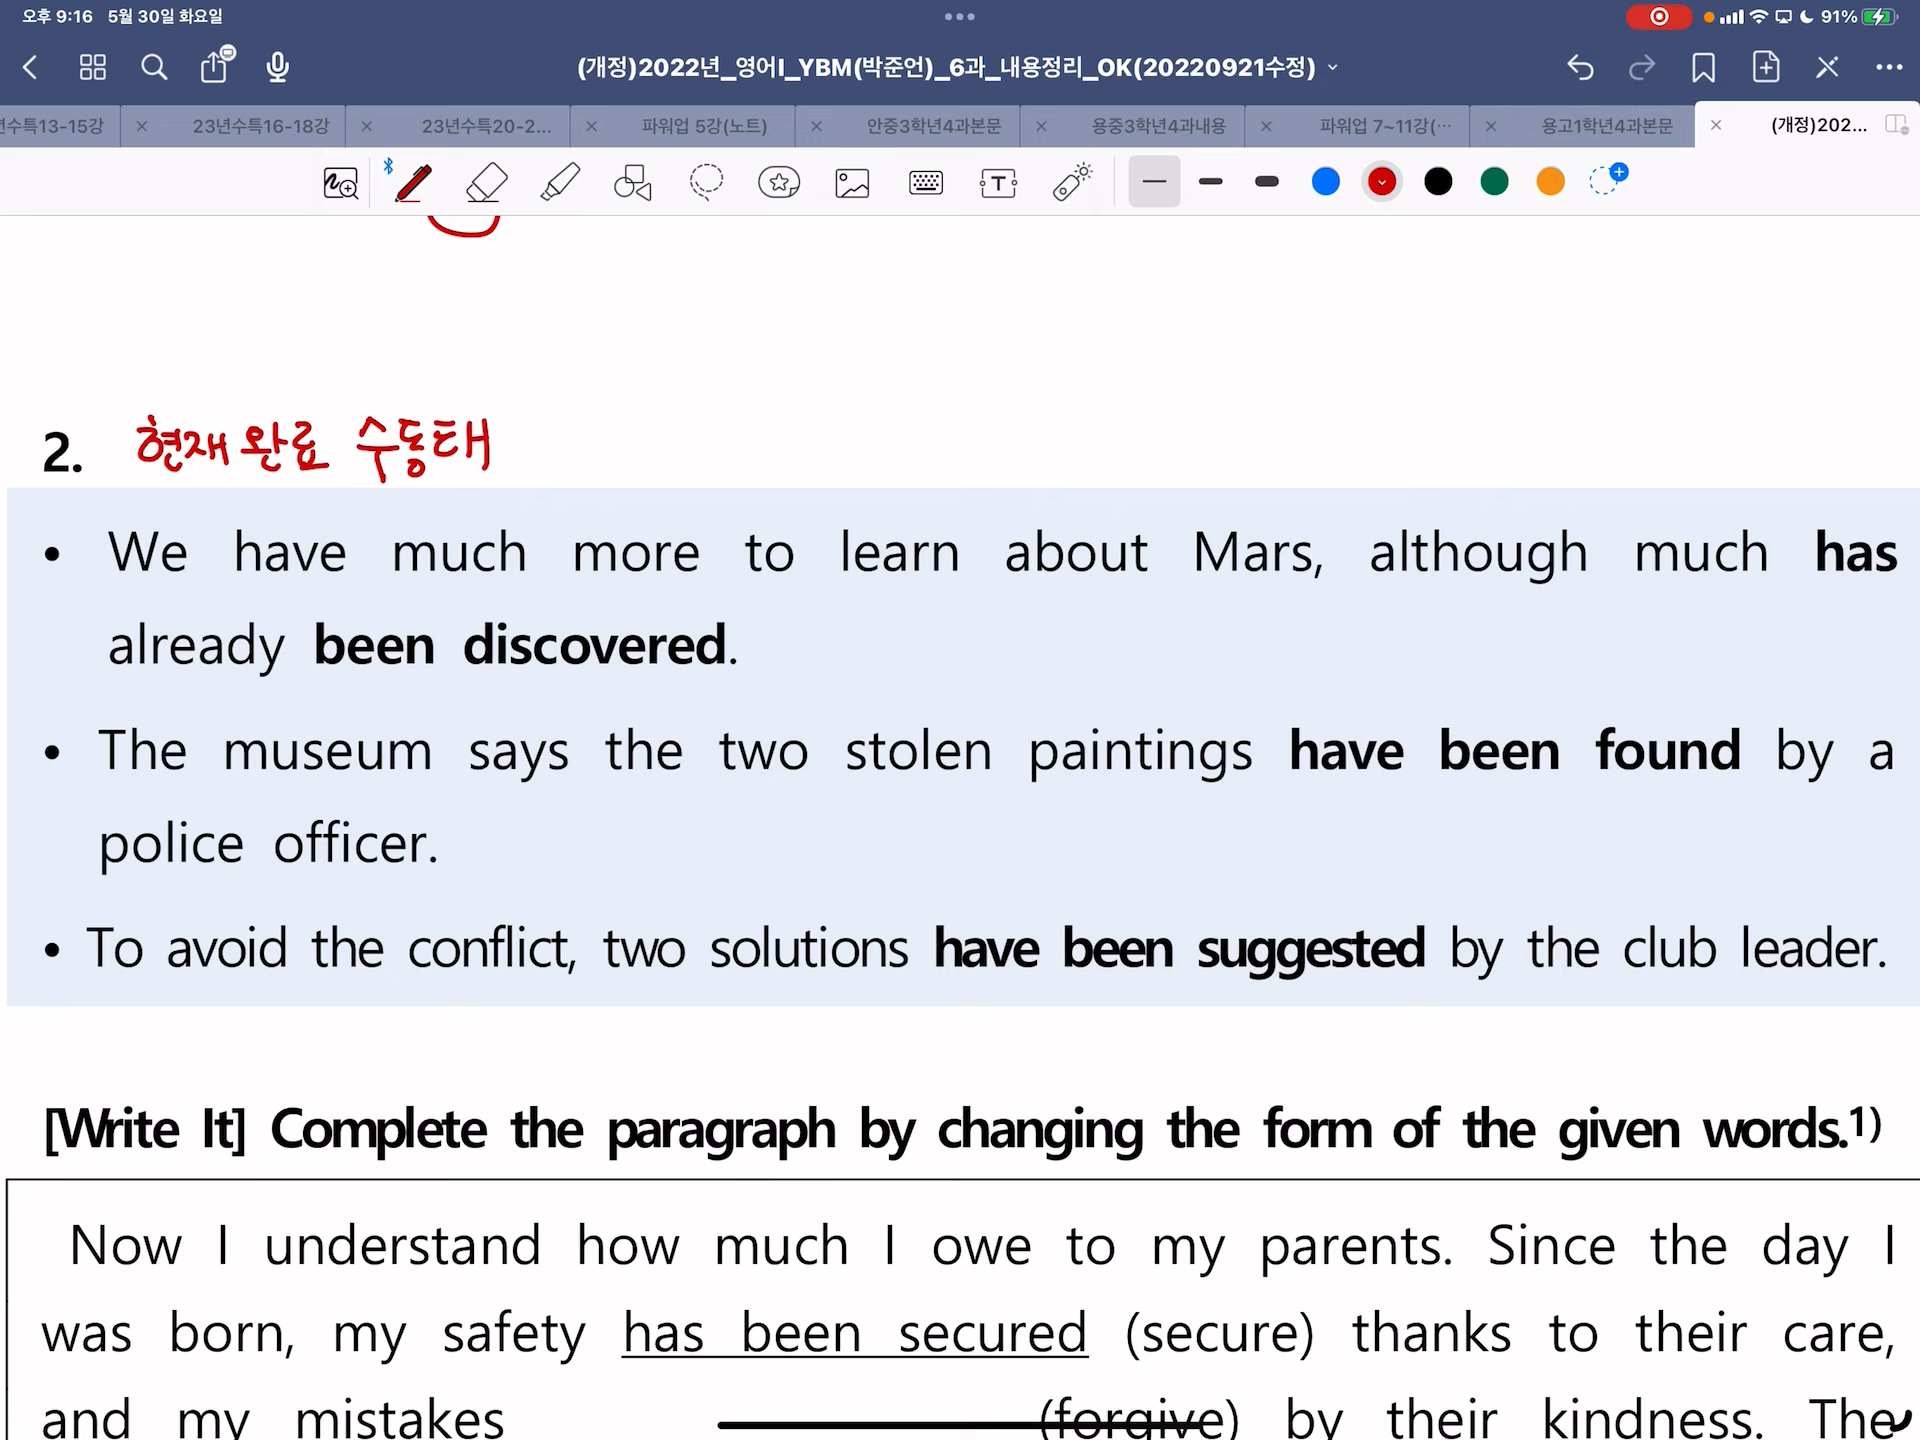 오후 9:16 5월 30일 화요일
91%
(개정)2022년_영어I_YBM(박준언)_6과_내용정리_OK(20220921수정)
년수특13-15강 23년수특16-18강 23년수특20-2... 파워업 5강(노트) 안중3학년4과본문 용중3학년4과내용 파워업 7~11강(… 용고1학년4과본문 (개정)202...
2. 현재완료 수동태
• We have much more to learn about Mars, although much has
already been discovered.
• The museum says the two stolen paintings have been found by a
police officer.
• To avoid the conflict, two solutions have been suggested by the club leader.
[Write It] Complete the paragraph by changing the form of the given words.1)
Now I understand how much I owe to my parents. Since the day I
was born, my safety has been secured (secure) thanks to their care,
and my mistakes (forgive) by their kindness. The